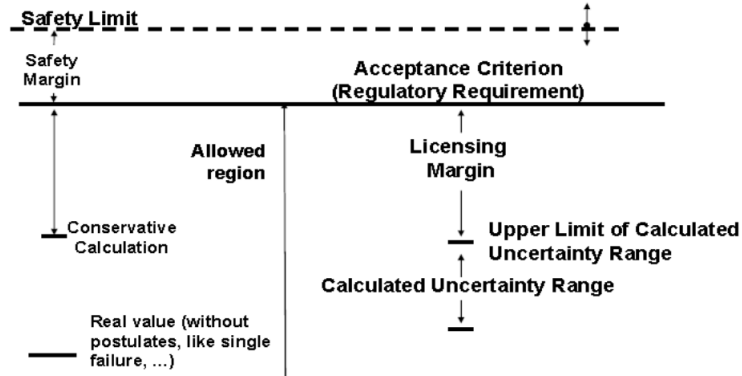 Safety Limit
Safety
Margin
Acceptance Criterion
(Regulatory Requirement)
Allowed
region
Licensing
Margin
Conservative
Calculation
Upper Limit of Calculated
Uncertainty Range
Calculated Uncertainty Range
Real value (without
postulates, like single
failure, ...)